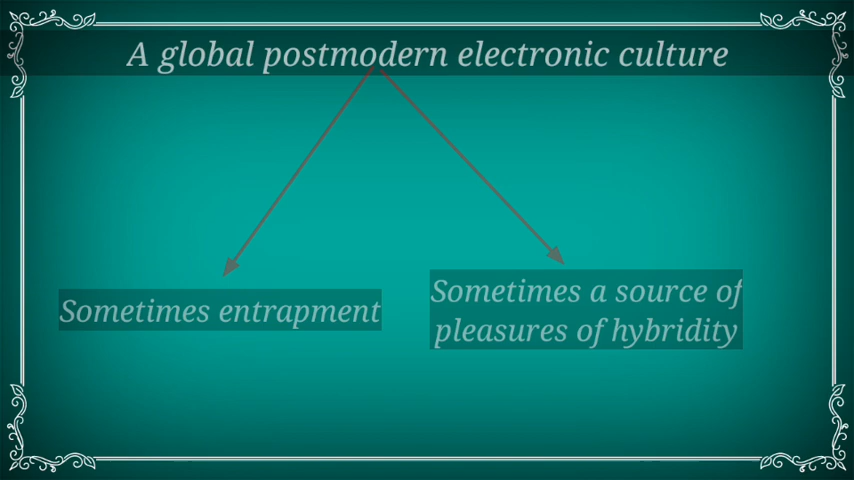 A global postmodern electronic culture
Sometimes entrapment
Sometimes a source of
pleasures of hybridity